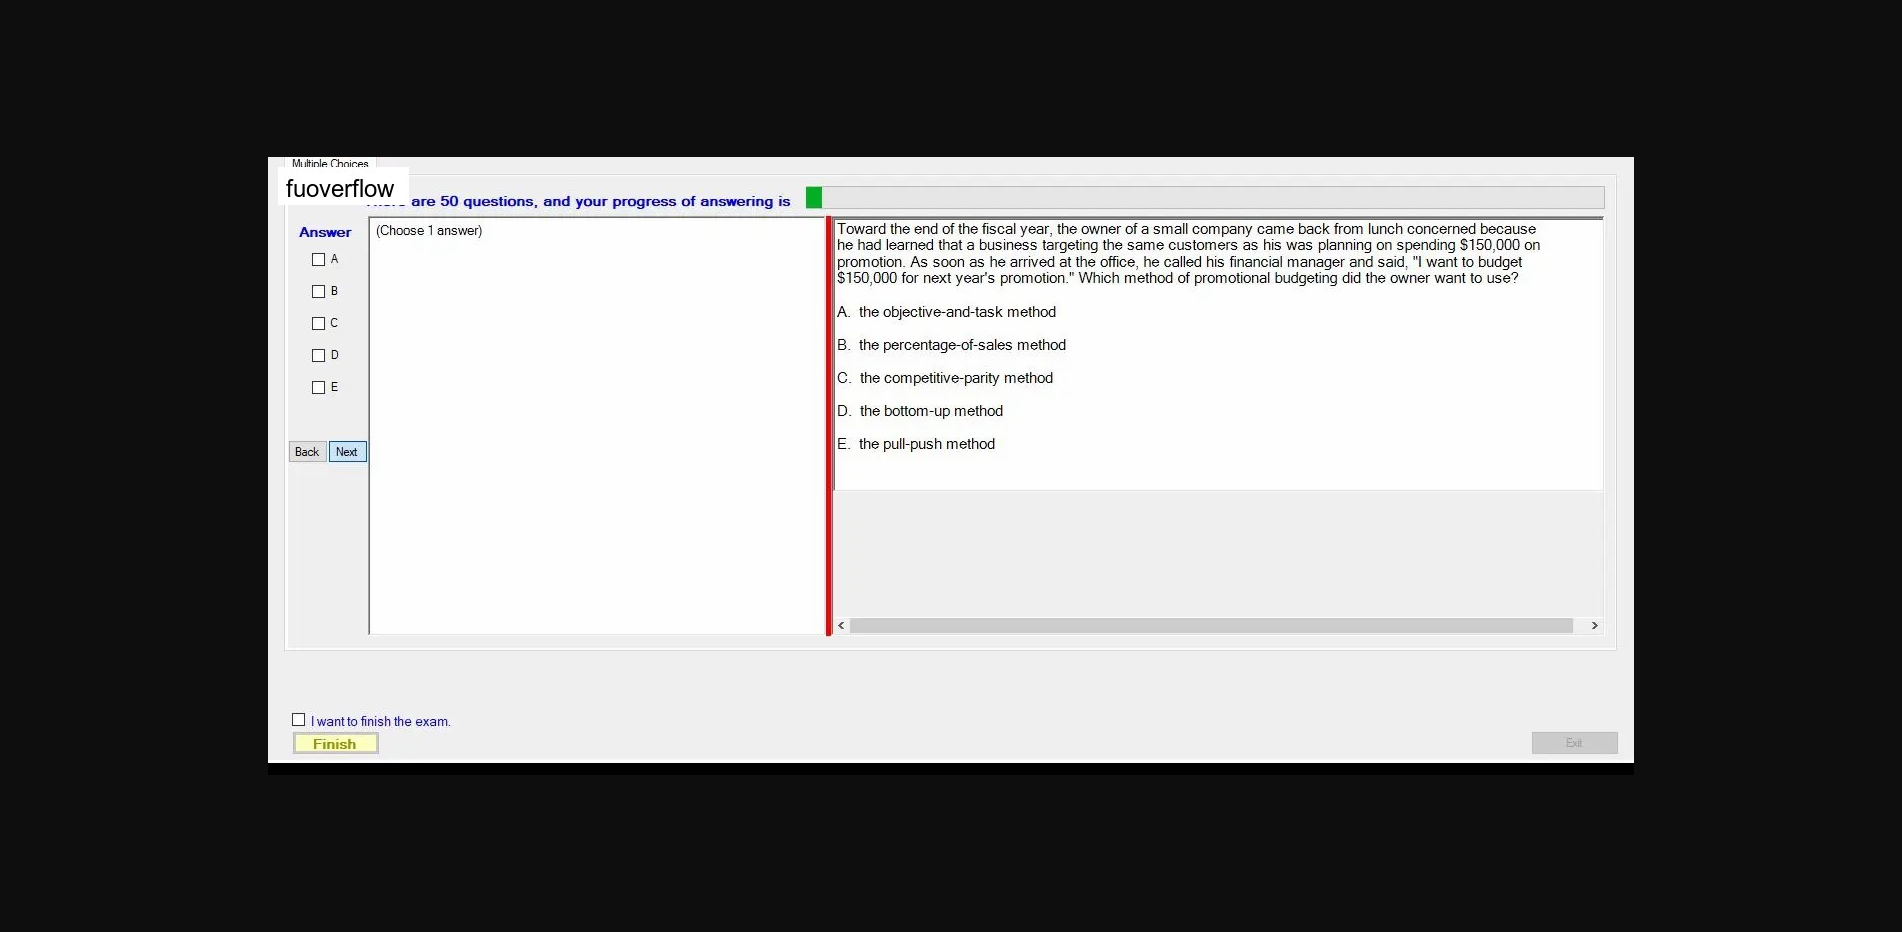 Multiple Choices
fuoverflow
are 50 questions, and your progress of answering is
Answer
(Choose 1 answer)
A
B
C
D
E
Back Next
Toward the end of the fiscal year, the owner of a small company came back from lunch concerned because
he had learned that a business targeting the same customers as his was planning on spending $150,000 on
promotion. As soon as he arrived at the office, he called his financial manager and said, "I want to budget
$150,000 for next year's promotion." Which method of promotional budgeting did the owner want to use?
A. the objective-and-task method
B. the percentage-of-sales method
C. the competitive-parity method
D. the bottom-up method
E. the pull-push method
I want to finish the exam.
Finish
Exit